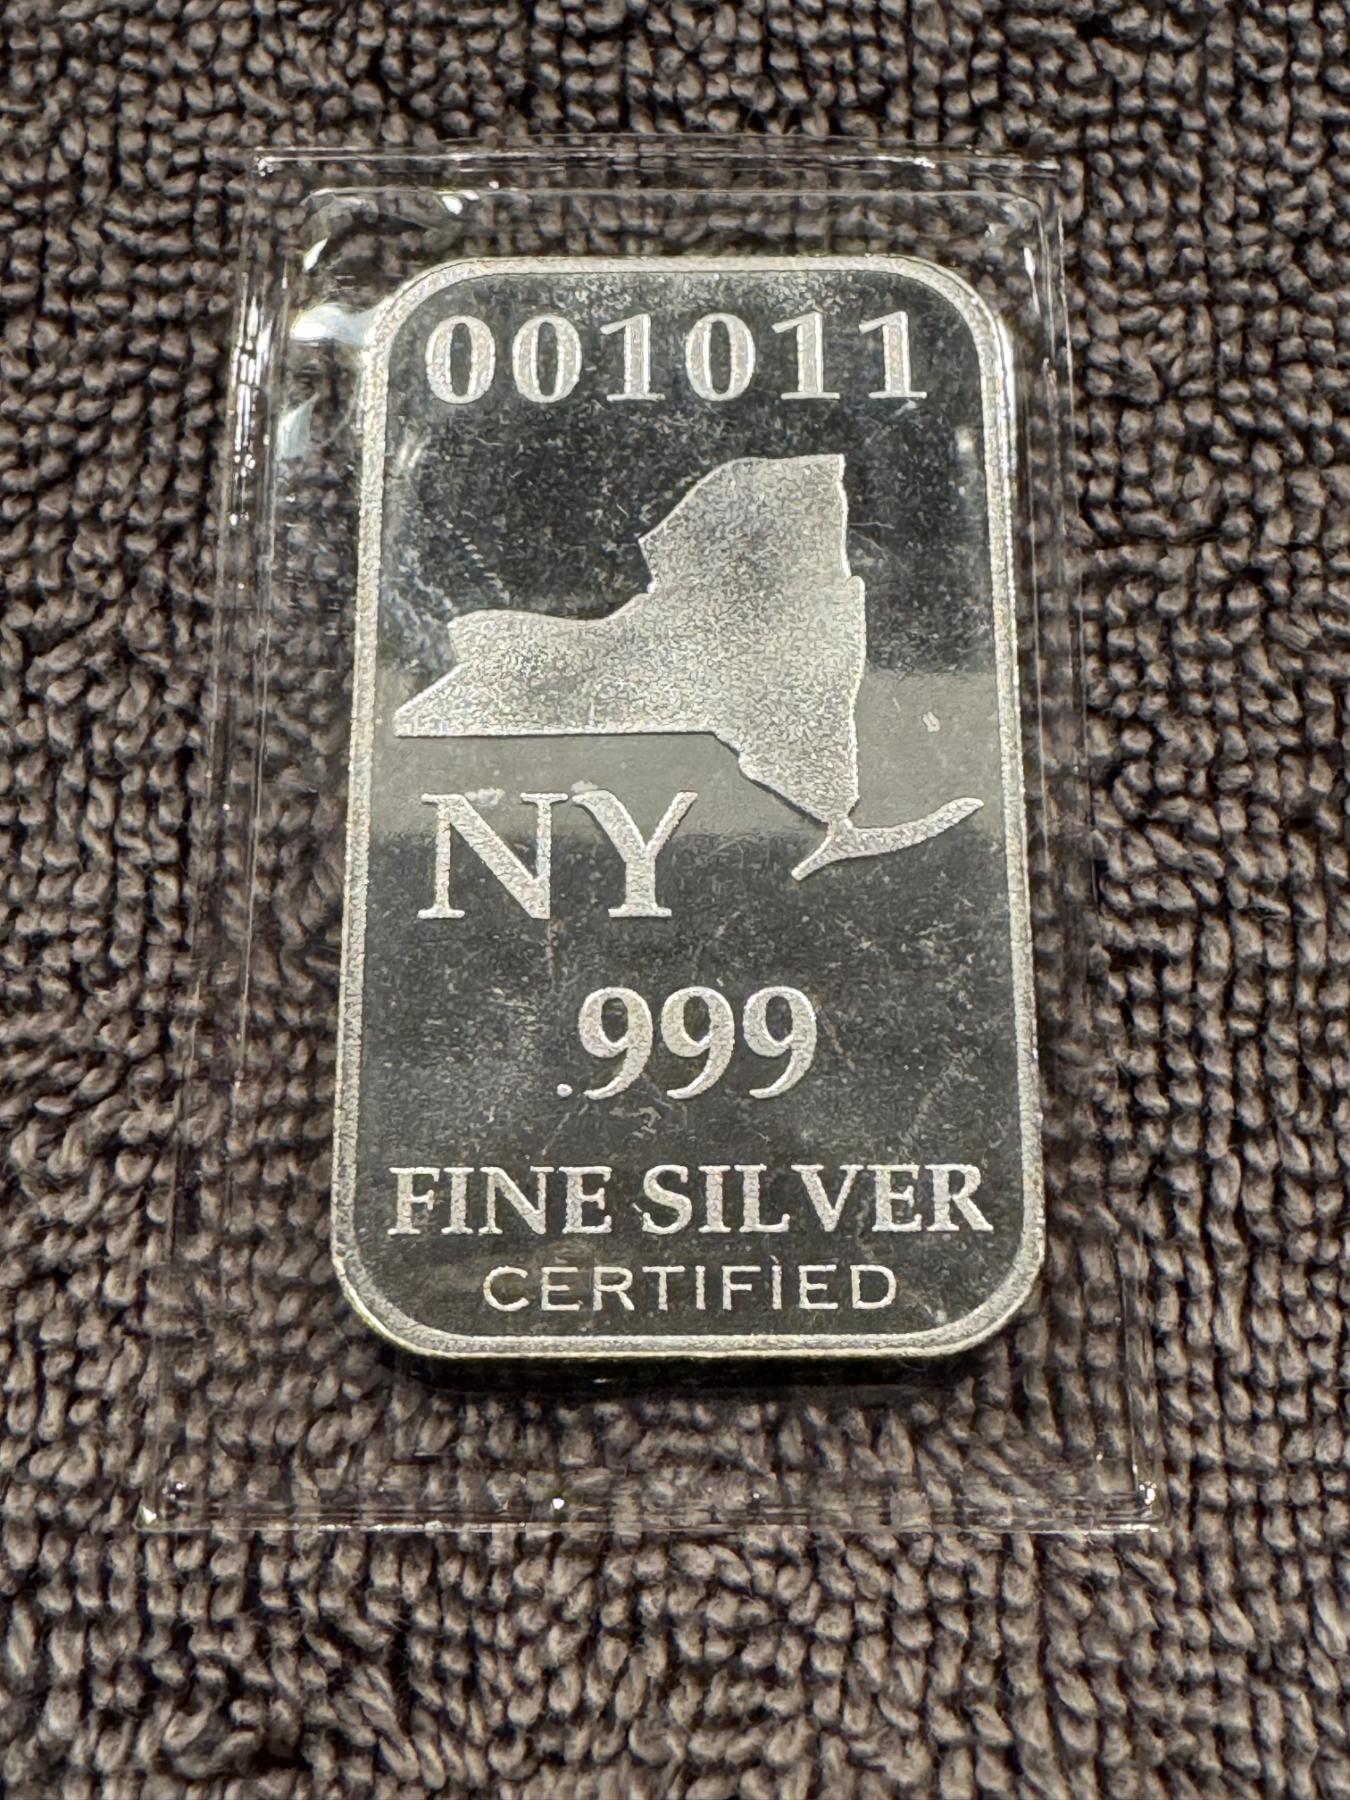 001011
NY
.999
FINE SILVER
CERTIFIED